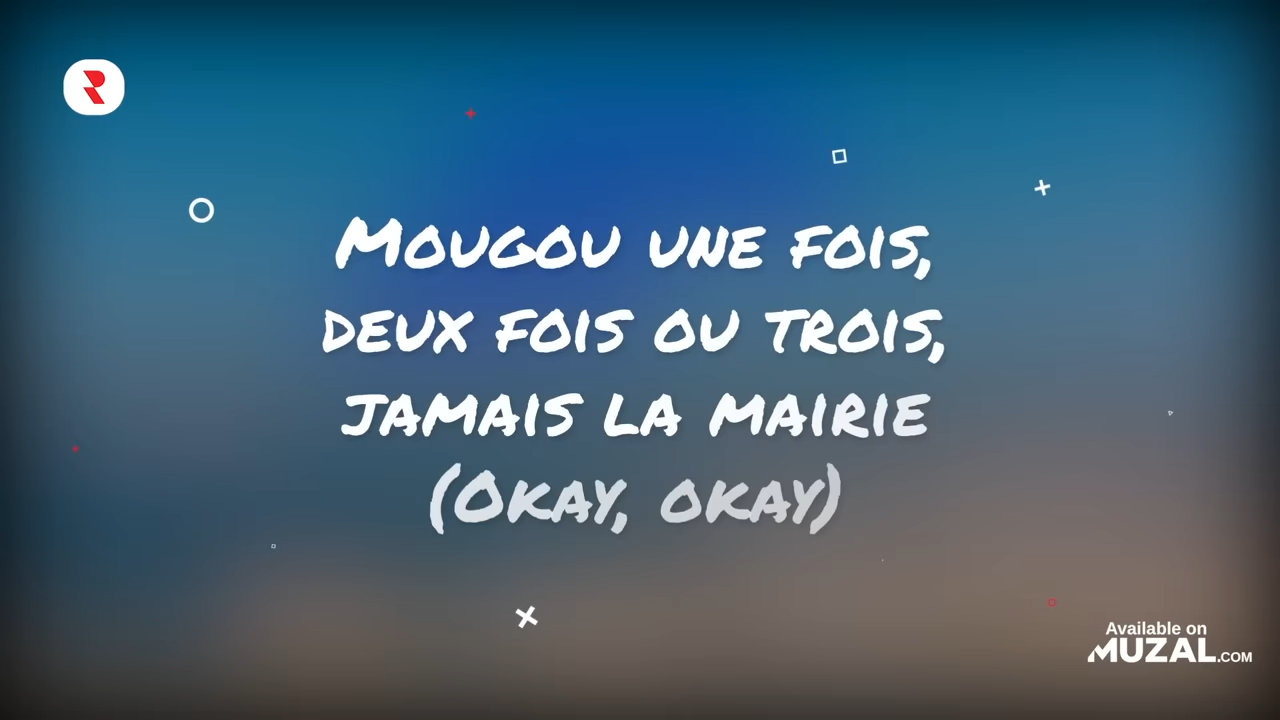 Mougou une fois,
deux fois ou trois,
jamais la mairie
(Okay, okay)
Available on
MUZAL.COM